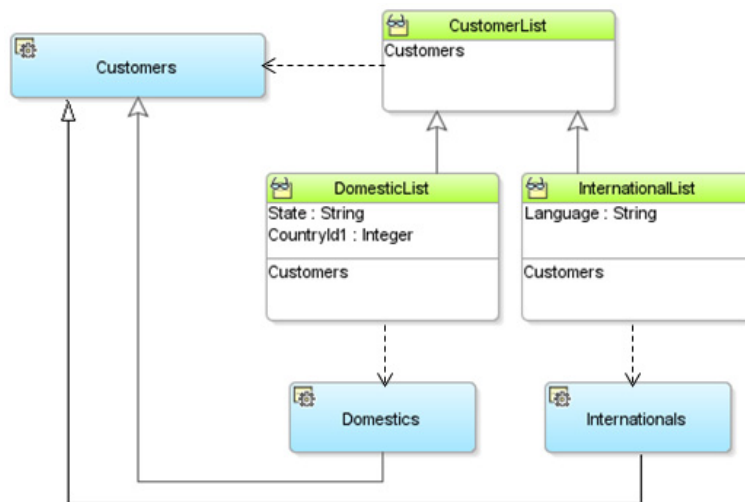 CustomerList
Customers
Customers
DomesticList
State : String
CountryId1 : Integer
Customers
InternationalList
Language : String
Customers
Domestics
Internationals